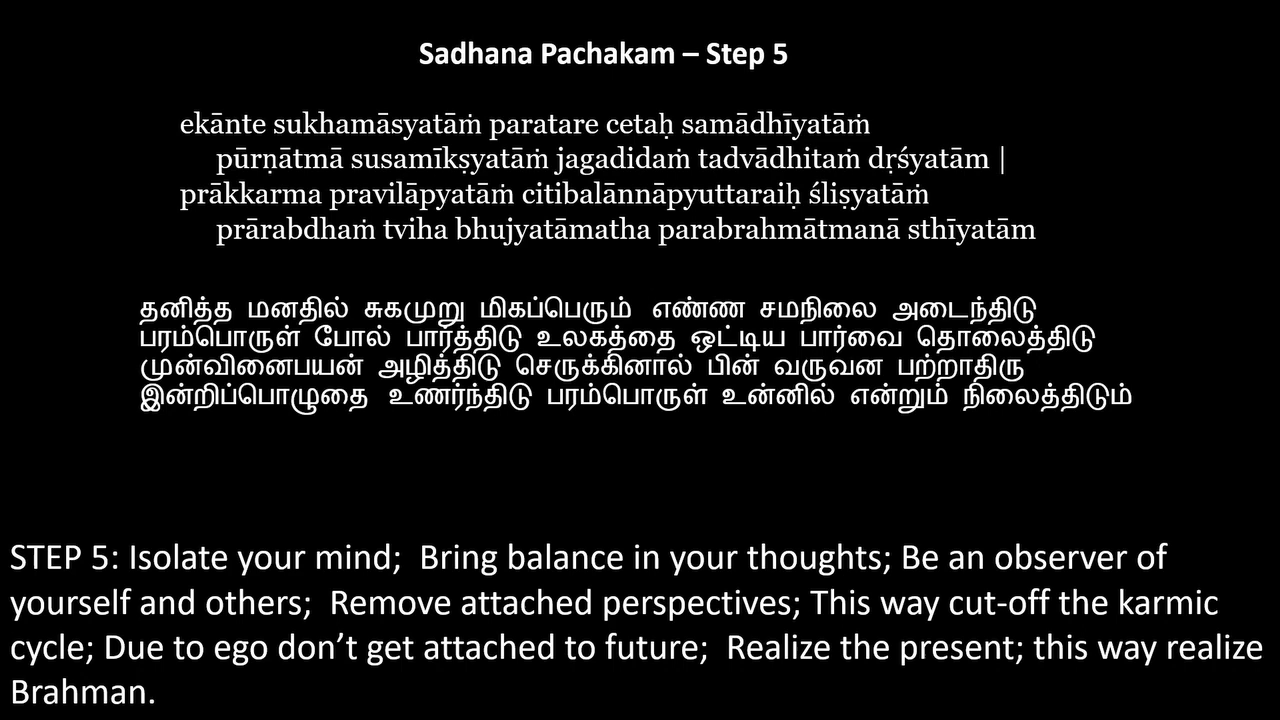 Sadhana Pachakam – Step 5
ekānte sukhamāsyatāṁ paratare cetaḥ samādhīyatāṁ
pūrṇātmā susamīkṣyatāṁ jagadidaṁ tadvādhitaṁ dṛśyatām |
prākkarma pravilāpyatāṁ citibalānnāpyuttaraiḥ śliṣyatāṁ
prārabdhaṁ tviha bhujyatāmatha parabrahmātmanā sthīyatām
தனித்த மனதில் சுகமுறு மிகப்பெரும் எண்ண சமநிலை அடைந்திடு
பரம்பொருள் போல் பார்த்திடு உலகத்தை ஒட்டிய பார்வை தொலைத்திடு
முன்வினைபயன் அழித்திடு செருக்கினால் பின் வருவன பற்றாதிரு
இன்றிப்பொழுதை உணர்ந்திடு பரம்பொருள் உன்னில் என்றும் நிலைத்திடும்
STEP 5: Isolate your mind;  Bring balance in your thoughts; Be an observer of
yourself and others;  Remove attached perspectives; This way cut-off the karmic
cycle; Due to ego don’t get attached to future;  Realize the present; this way realize
Brahman.